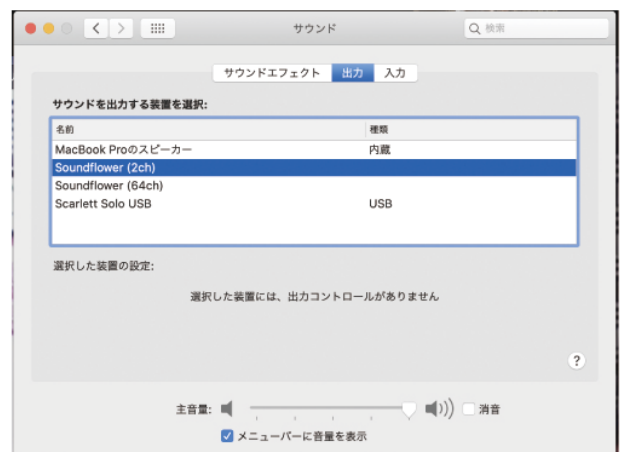 サウンド
検索
サウンドエフェクト 出力 入力
サウンドを出力する装置を選択:
名前 種類
MacBook Proのスピーカー 内蔵
Soundflower (2ch)
Soundflower (64ch)
Scarlett Solo USB USB
選択した装置の設定:
選択した装置には、出力コントロールがありません
?
主音量: 消音
メニューバーに音量を表示